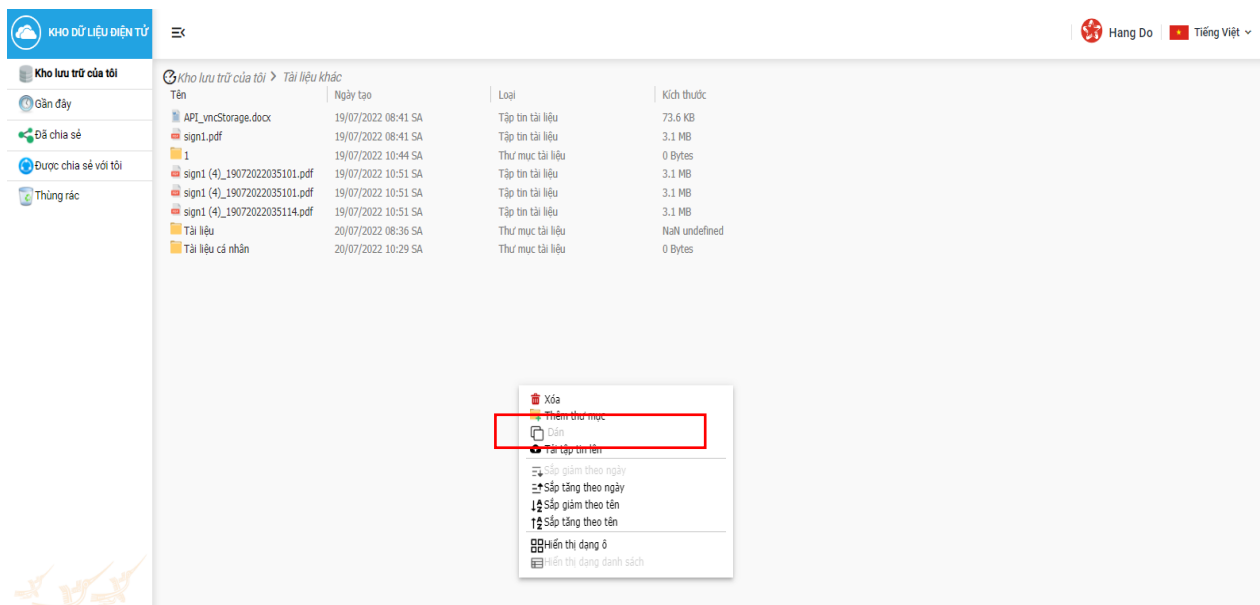 KHO DỮ LIỆU ĐIỆN TỬ
Hang Do
Tiếng Việt
Kho lưu trữ của tôi
Gần đây
Đã chia sẻ
Được chia sẻ với tôi
Thùng rác
Kho lưu trữ của tôi > Tài liệu khác
Tên Ngày tạo Loại Kích thước
API_vncStorage.docx 19/07/2022 08:41 SA Tập tin tài liệu 73.6 KB
sign1.pdf 19/07/2022 08:41 SA Tập tin tài liệu 3.1 MB
1 19/07/2022 10:44 SA Thư mục tài liệu 0 Bytes
sign1 (4)_19072022035101.pdf 19/07/2022 10:51 SA Tập tin tài liệu 3.1 MB
sign1 (4)_19072022035101.pdf 19/07/2022 10:51 SA Tập tin tài liệu 3.1 MB
sign1 (4)_19072022035114.pdf 19/07/2022 10:51 SA Tập tin tài liệu 3.1 MB
Tài liệu 20/07/2022 08:36 SA Thư mục tài liệu NaN undefined
Tài liệu cá nhân 20/07/2022 10:29 SA Thư mục tài liệu 0 Bytes
Xóa
Thêm thư mục
Dán
Tải tập tin lên
Sắp giảm theo ngày
Sắp tăng theo ngày
Sắp giảm theo tên
Sắp tăng theo tên
Hiển thị dạng ô
Hiển thị dạng danh sách